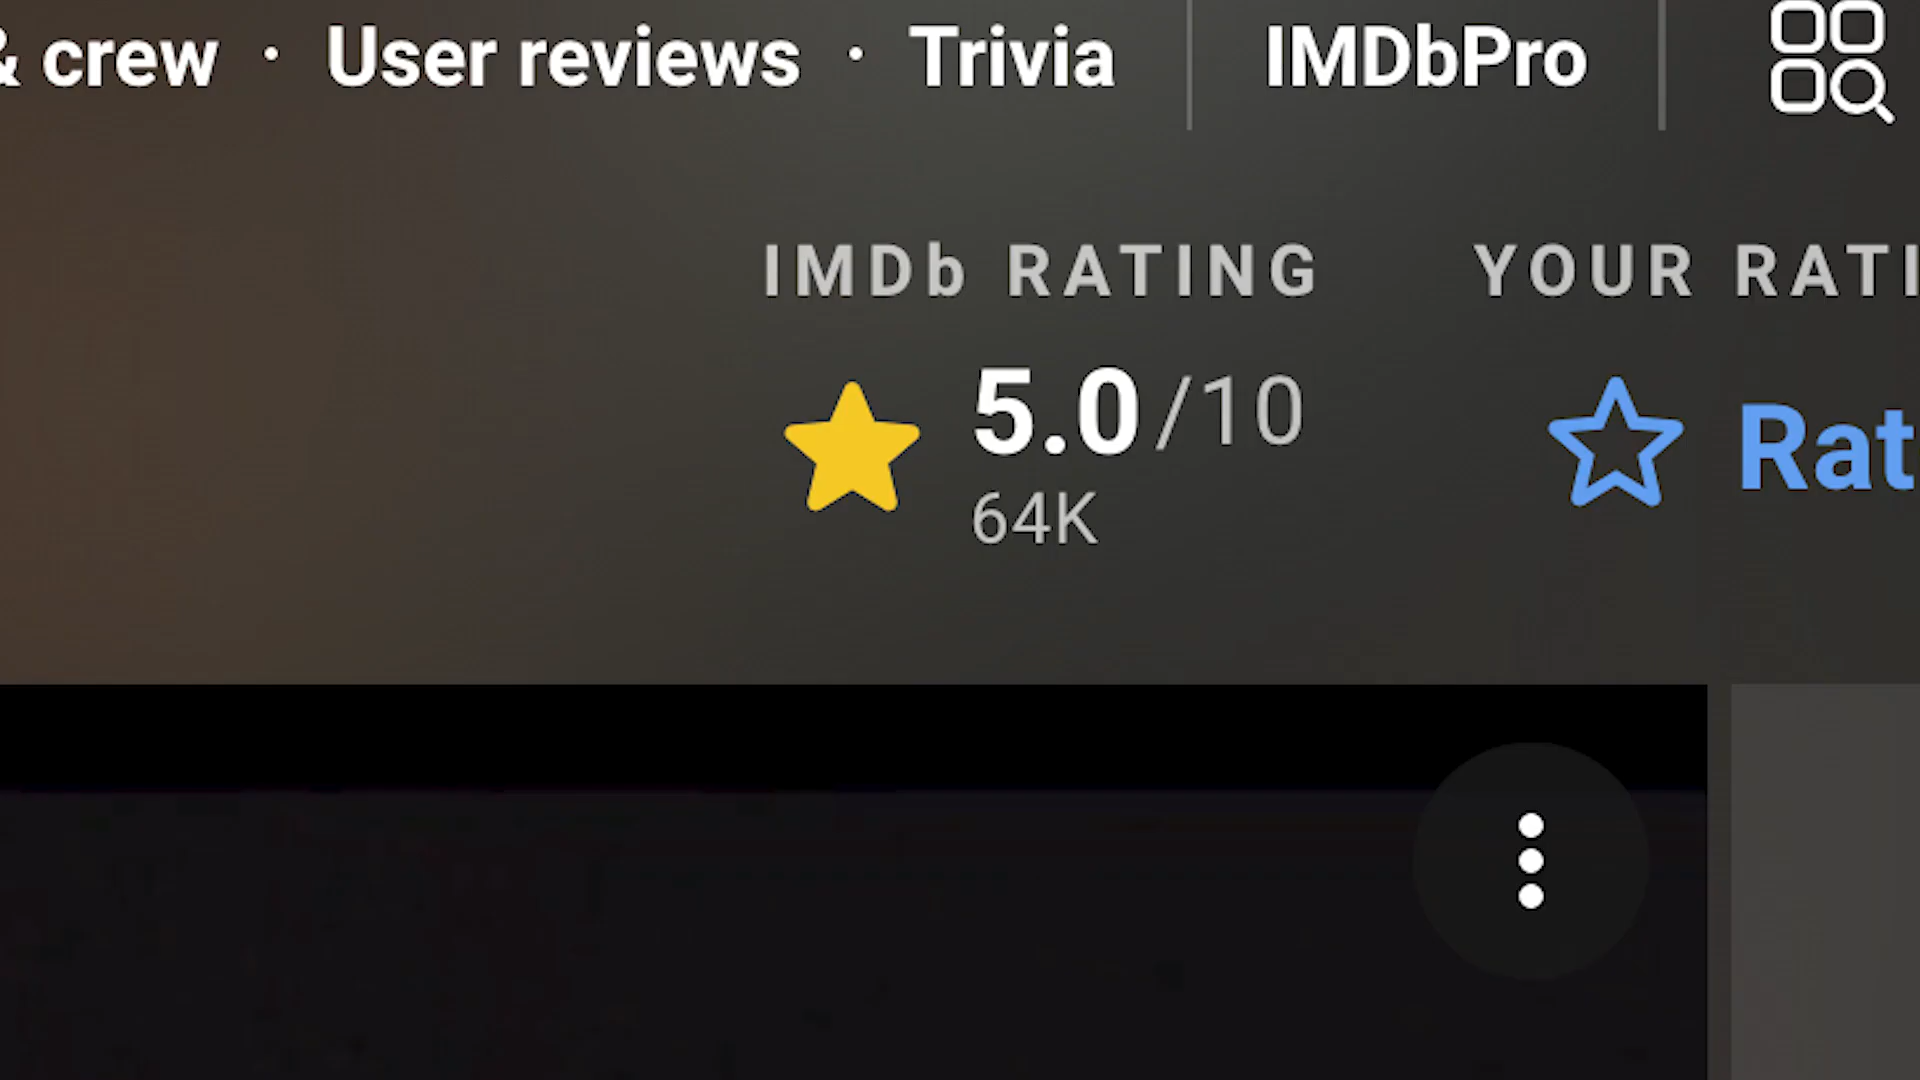 & crew · User reviews · Trivia IMDbPro
IMDb RATING YOUR RATI
5.0/10 Rat
64K